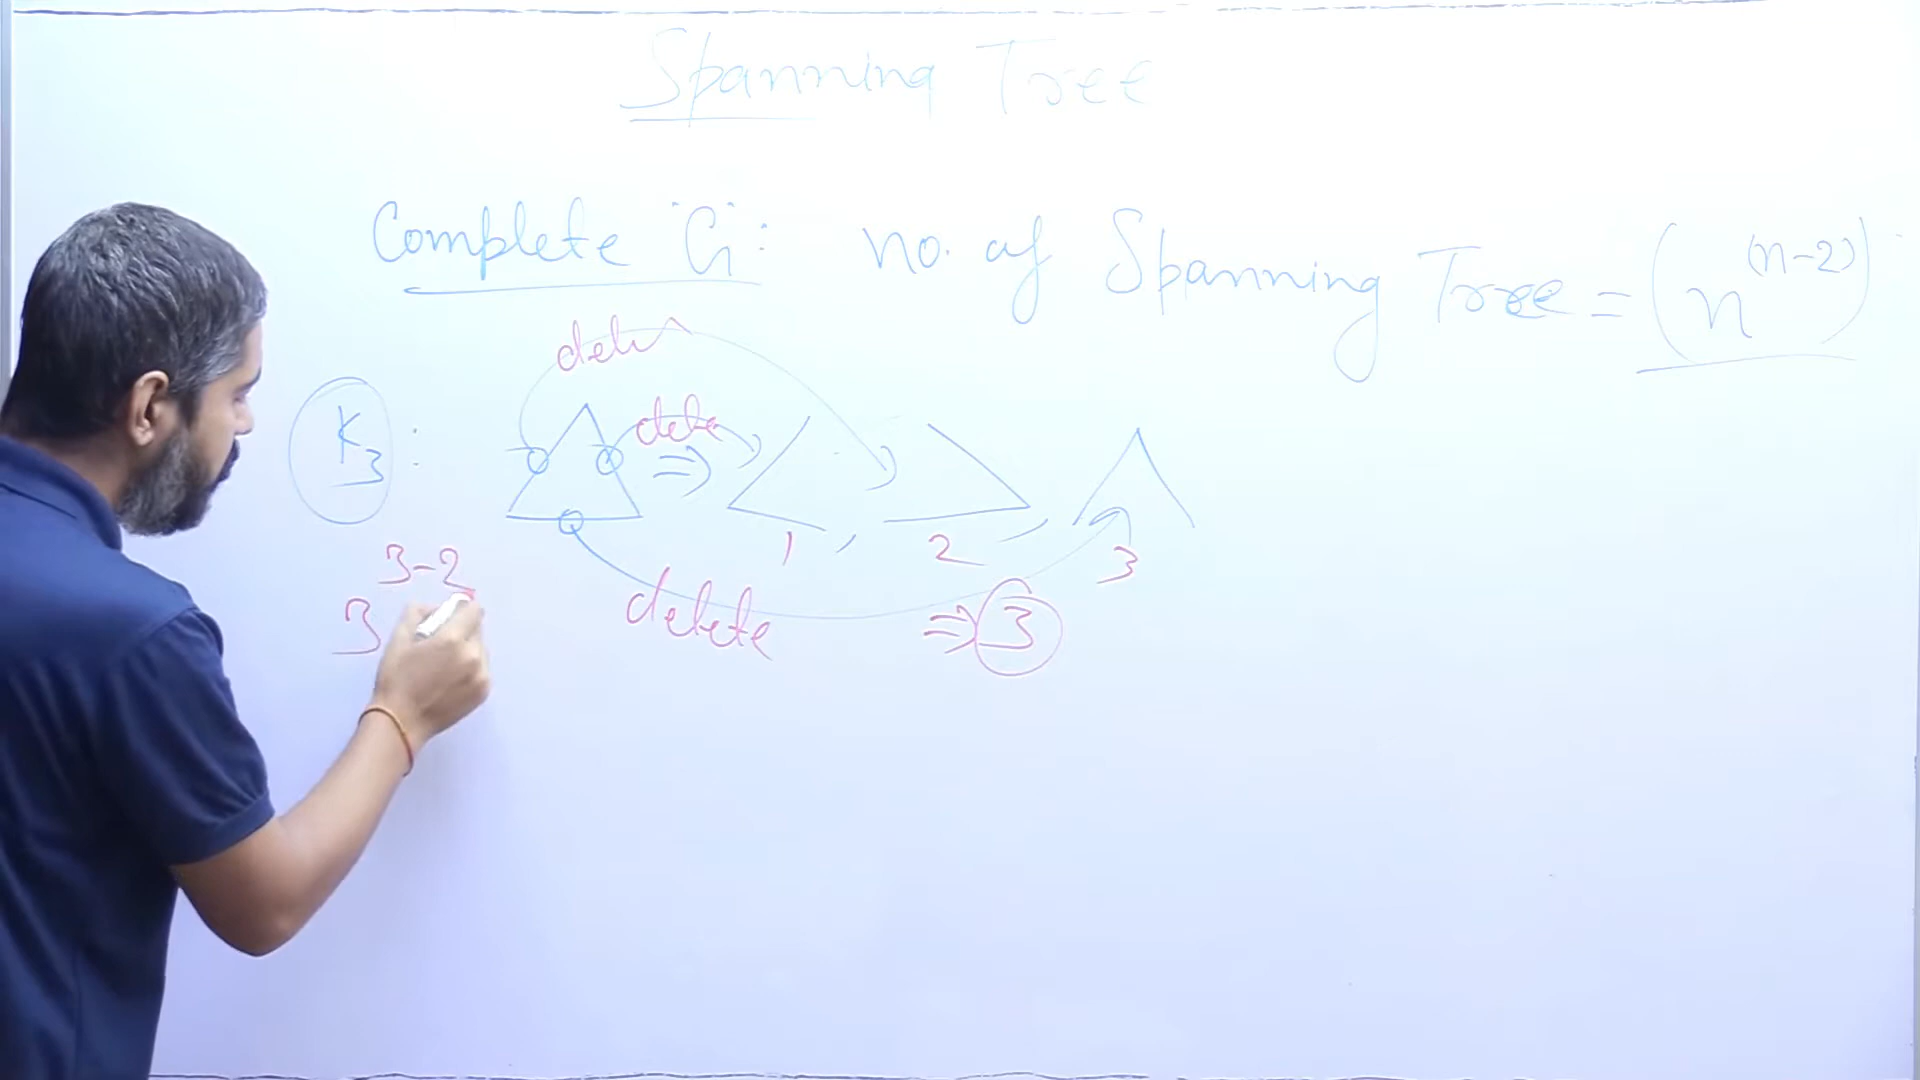 Spanning Tree
Complete G: no. of Spanning Tree = (n^(n-2))
K3 :
dele
dele
⇒
1 , 2 , 3
3^3-2
delete
⇒ 3